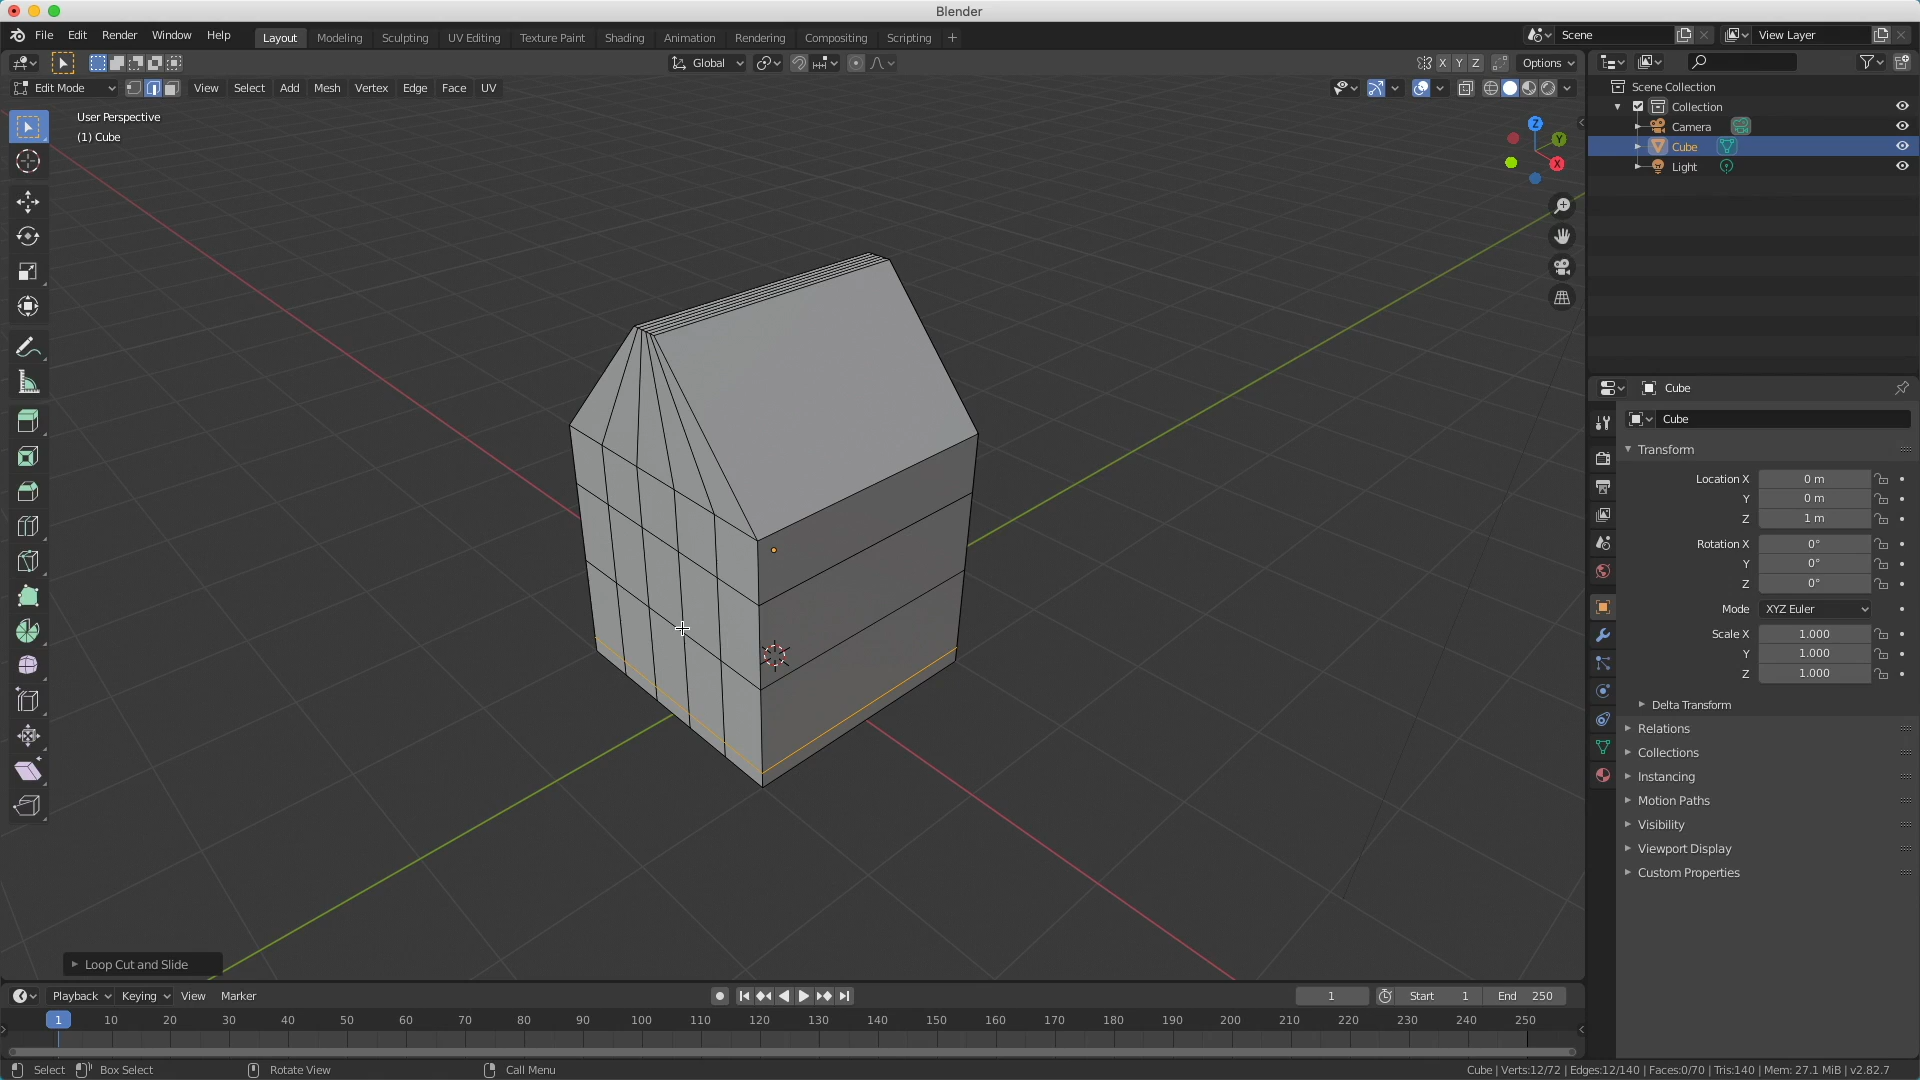 Blender
File Edit Render Window Help Layout Modeling Sculpting UV Editing Texture Paint Shading Animation Rendering Compositing Scripting + Scene View Layer
Global X Y Z Options
Edit Mode View Select Add Mesh Vertex Edge Face UV
User Perspective
(1) Cube
Z
Y
X
Scene Collection
Collection
Camera
Cube
Light
Cube
Cube
Transform
Location X 0 m
Y 0 m
Z 1 m
Rotation X 0°
Y 0°
Z 0°
Mode XYZ Euler
Scale X 1.000
Y 1.000
Z 1.000
Delta Transform
Relations
Collections
Instancing
Motion Paths
Visibility
Viewport Display
Custom Properties
Loop Cut and Slide
Playback Keying View Marker 1 Start 1 End 250
1 10 20 30 40 50 60 70 80 90 100 110 120 130 140 150 160 170 180 190 200 210 220 230 240 250
Select Box Select Rotate View Call Menu Cube | Verts:12/72 | Edges:12/140 | Faces:0/70 | Tris:140 | Mem: 27.1 MiB | v2.82.7